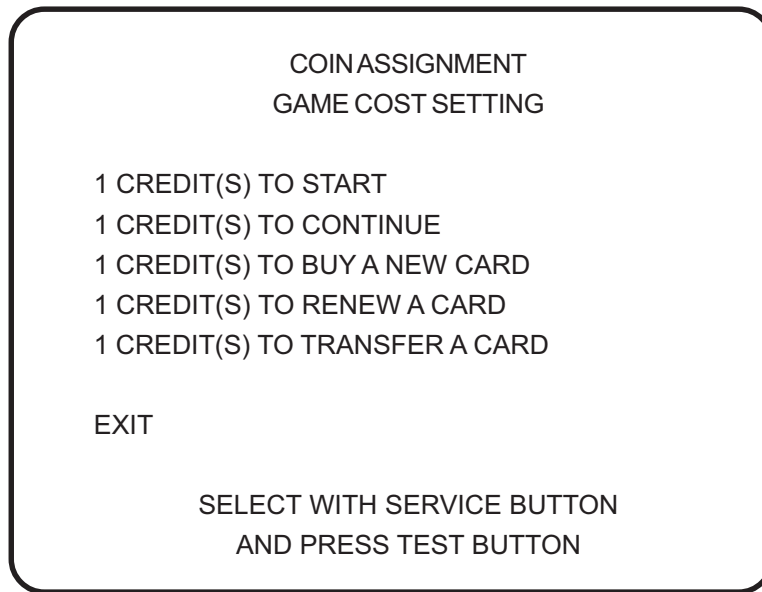 COIN ASSIGNMENT
GAME COST SETTING
1 CREDIT(S) TO START
1 CREDIT(S) TO CONTINUE
1 CREDIT(S) TO BUY A NEW CARD
1 CREDIT(S) TO RENEW A CARD
1 CREDIT(S) TO TRANSFER A CARD
EXIT
SELECT WITH SERVICE BUTTON
AND PRESS TEST BUTTON